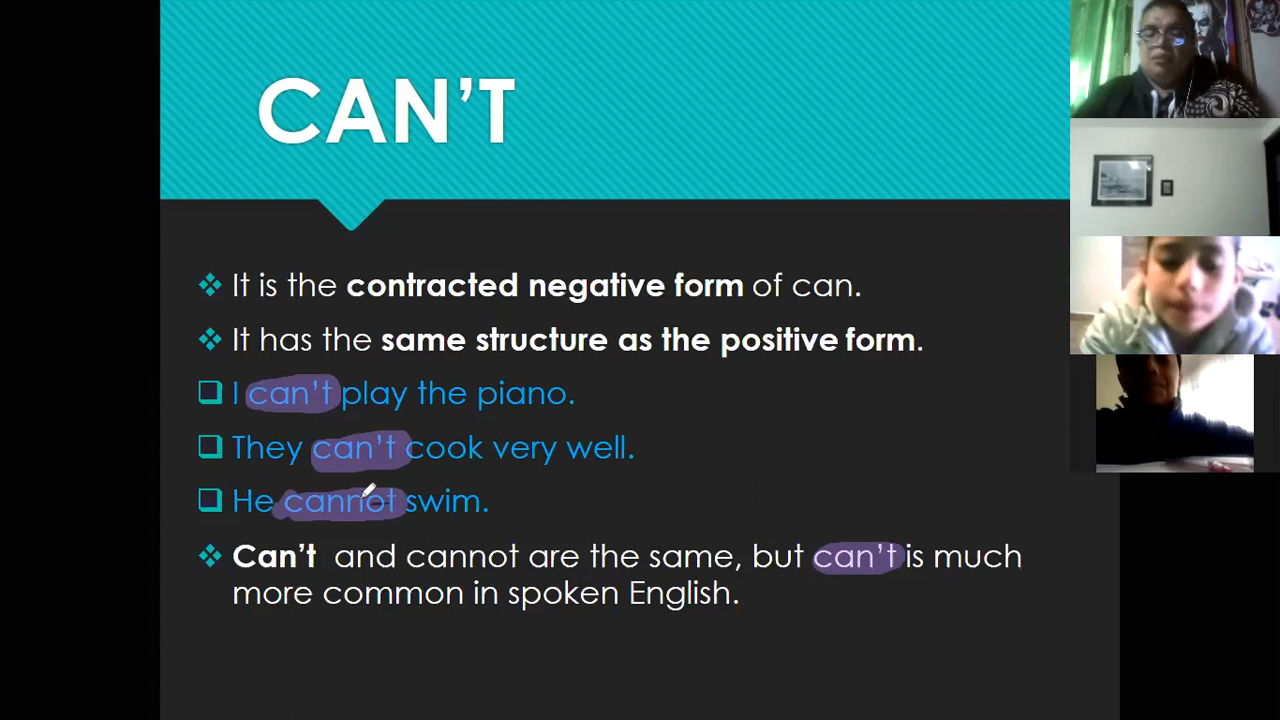 CAN'T
It is the contracted negative form of can.
It has the same structure as the positive form.
I can't play the piano.
They can't cook very well.
He cannot swim.
Can't and cannot are the same, but can't is much
more common in spoken English.